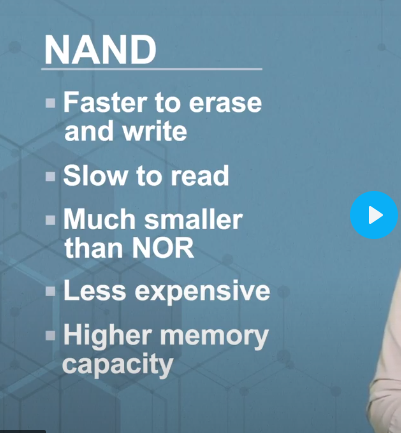 NAND
Faster to erase
and write
Slow to read
Much smaller
than NOR
Less expensive
Higher memory
capacity